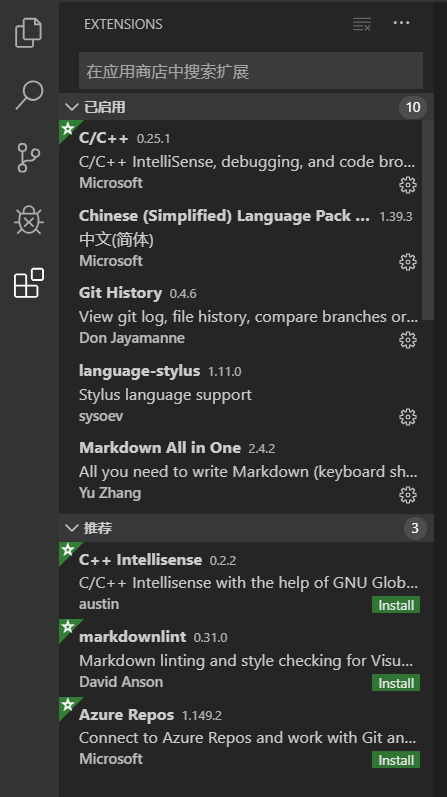 EXTENSIONS
在应用商店中搜索扩展
已启用 10
C/C++ 0.25.1
C/C++ IntelliSense, debugging, and code bro...
Microsoft
Chinese (Simplified) Language Pack ... 1.39.3
中文(简体)
Microsoft
Git History 0.4.6
View git log, file history, compare branches or...
Don Jayamanne
language-stylus 1.11.0
Stylus language support
sysoev
Markdown All in One 2.4.2
All you need to write Markdown (keyboard sh...
Yu Zhang
推荐 3
C++ Intellisense 0.2.2
C/C++ Intellisense with the help of GNU Glob...
austin Install
markdownlint 0.31.0
Markdown linting and style checking for Visu...
David Anson Install
Azure Repos 1.149.2
Connect to Azure Repos and work with Git an...
Microsoft Install